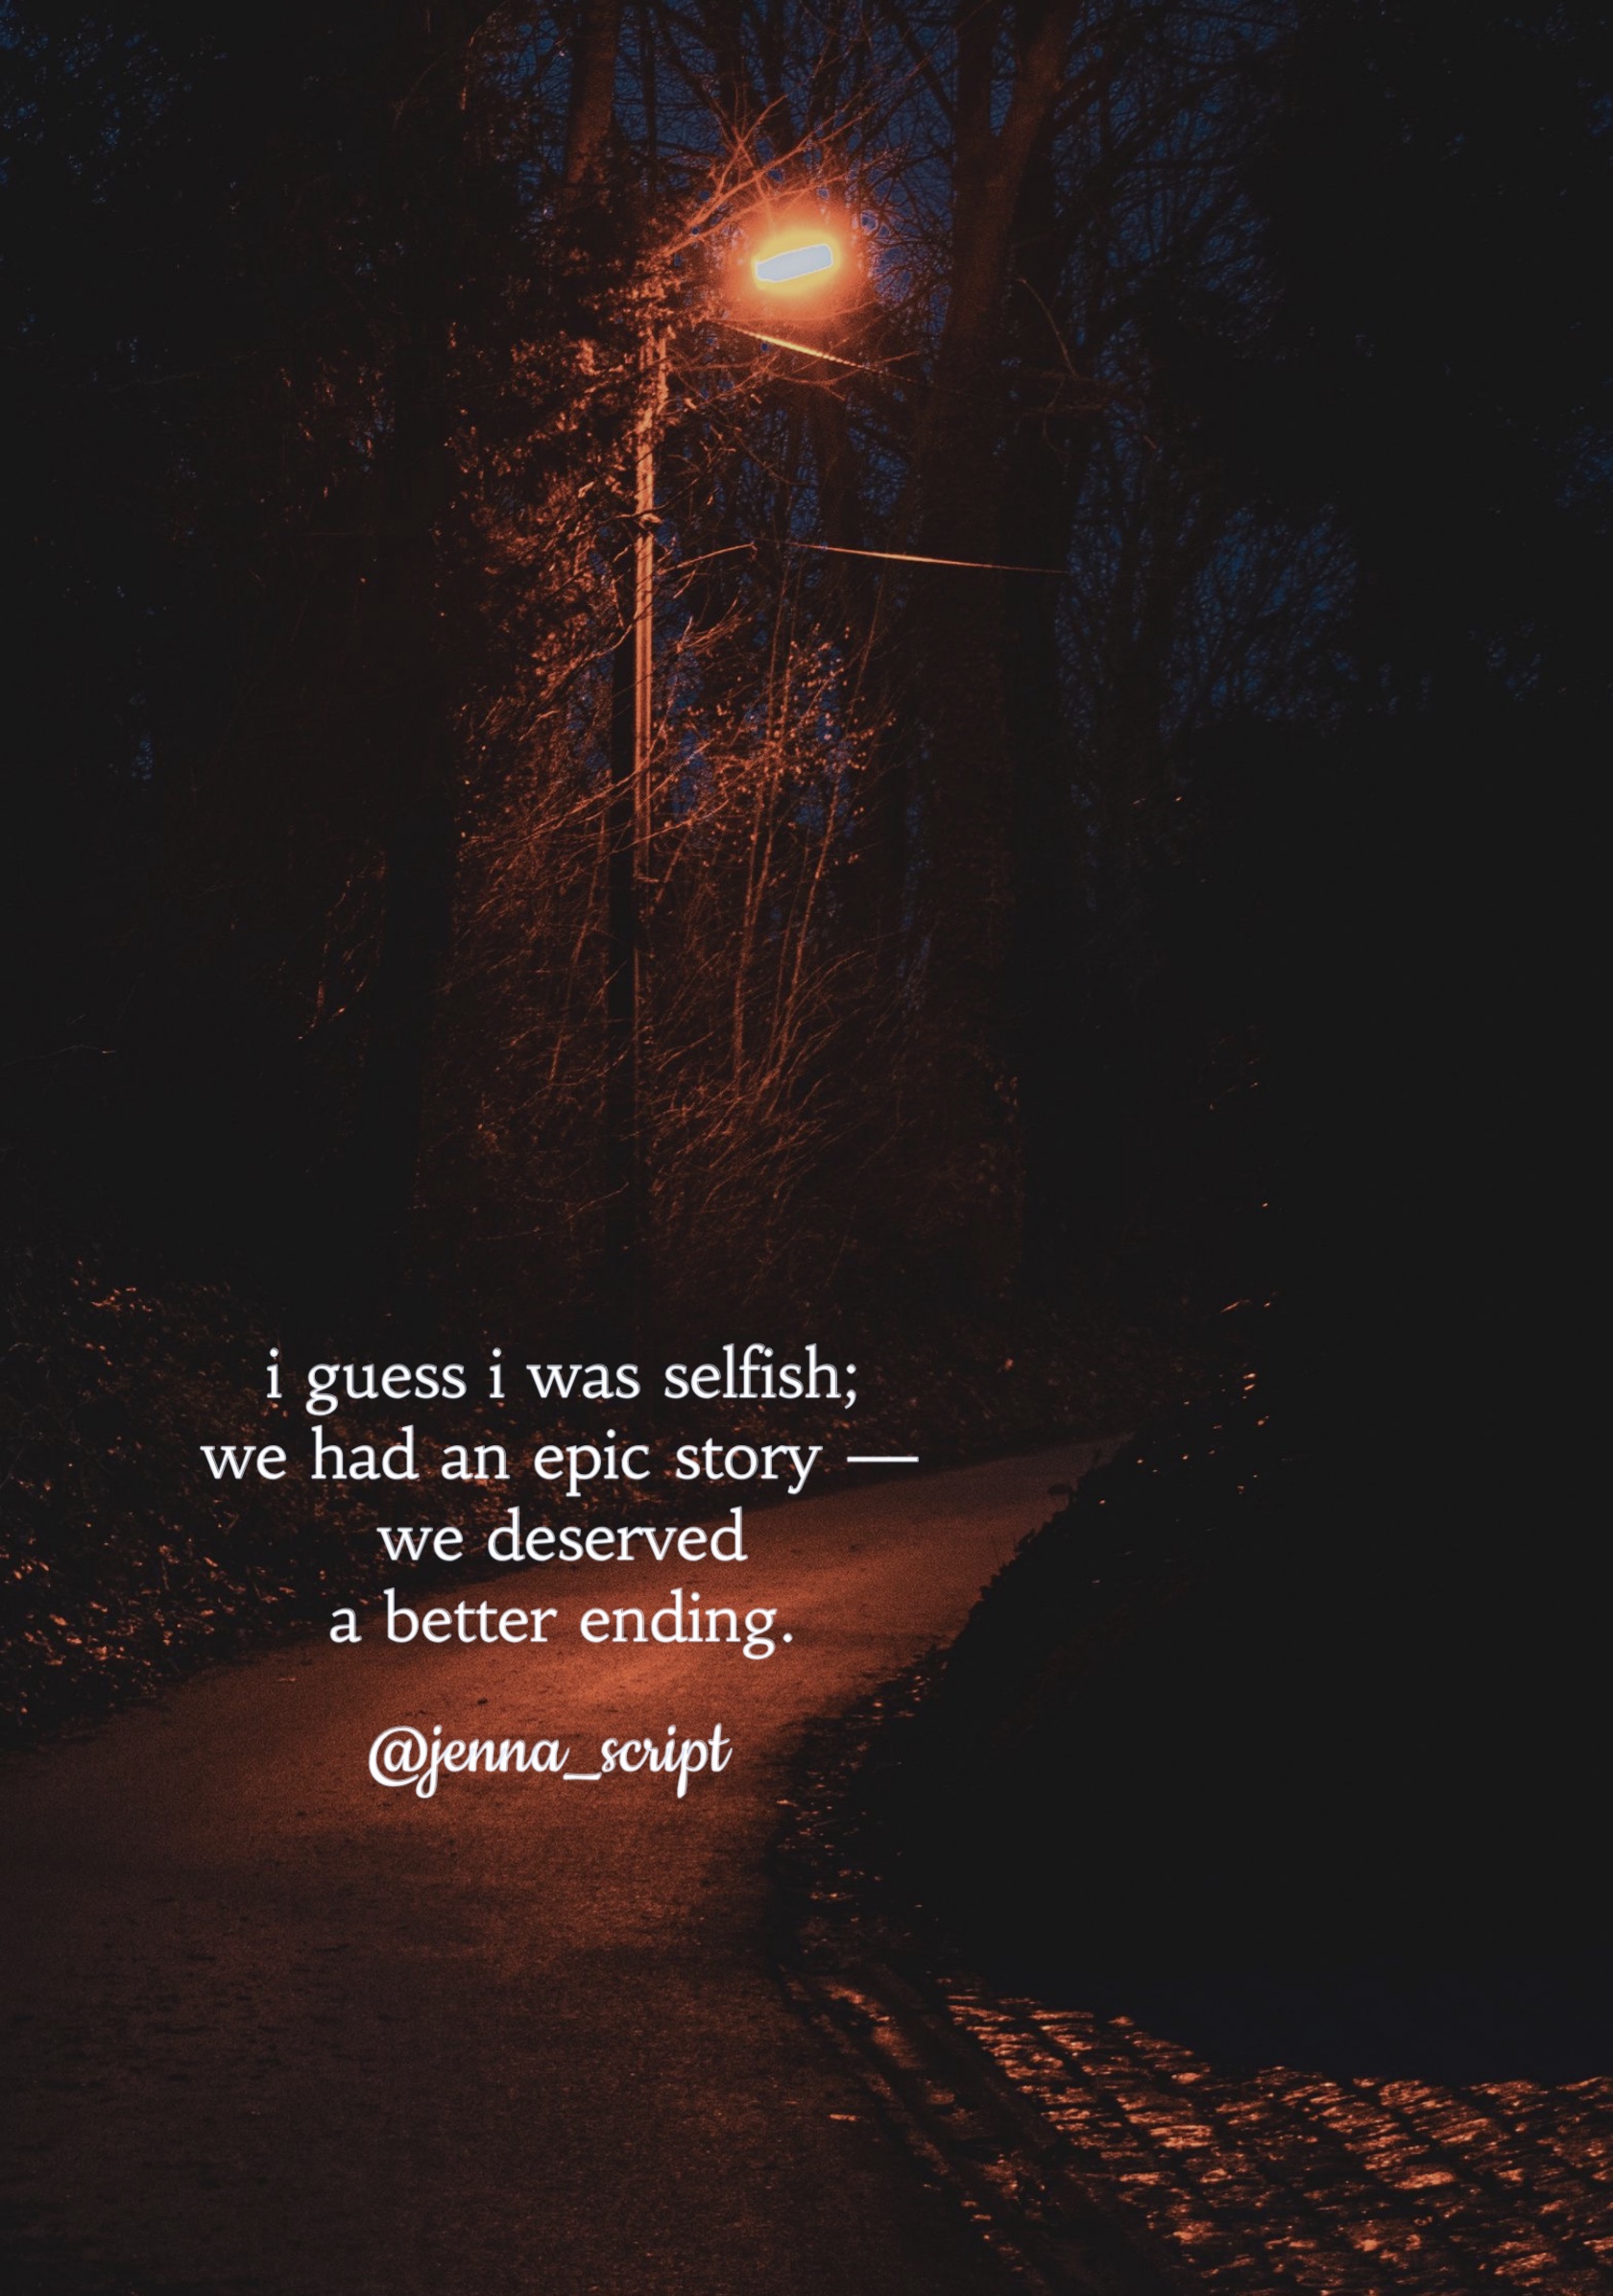 i guess i was selfish;
we had an epic story —
we deserved
a better ending.
@jenna_script